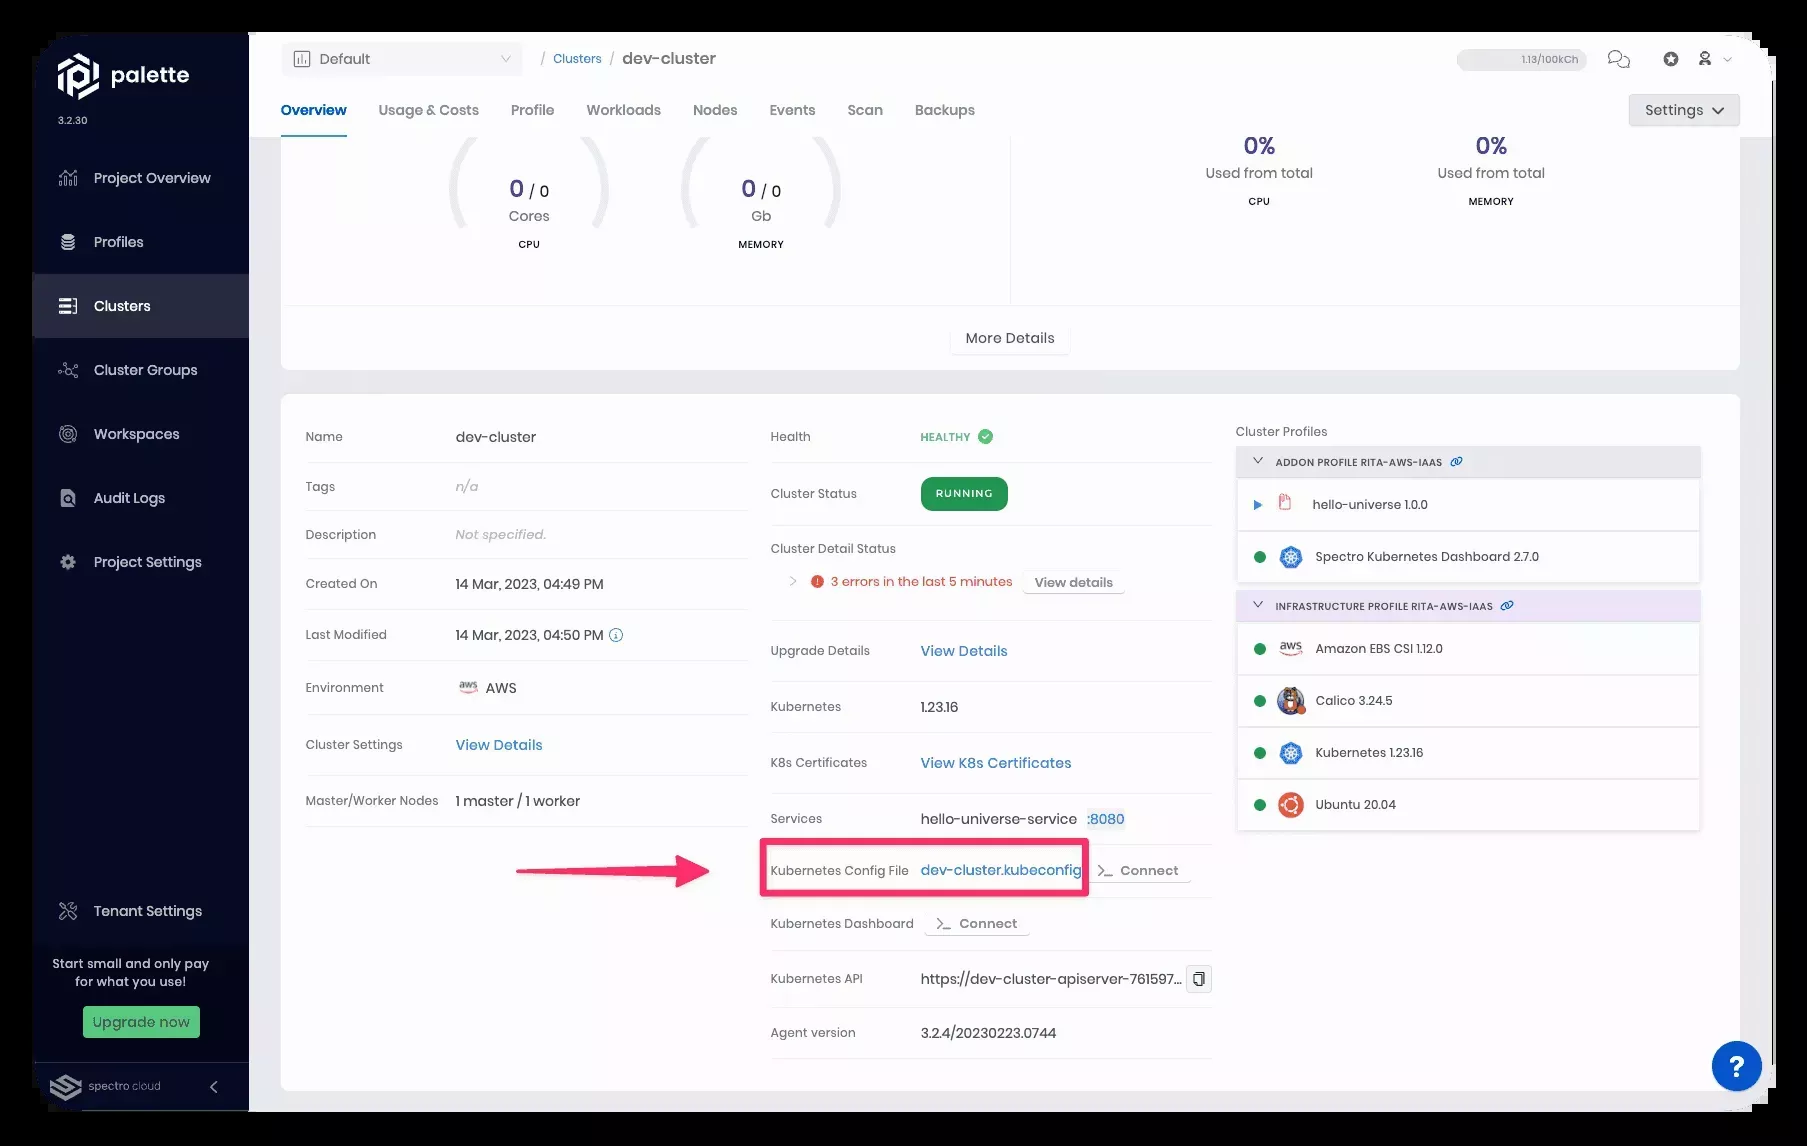 palette
3.2.30
Project Overview
Profiles
Clusters
Cluster Groups
Workspaces
Audit Logs
Project Settings
Tenant Settings
Start small and only pay
for what you use!
Upgrade now
spectro cloud
Default
/ Clusters / dev-cluster
1.13/100kCh
Overview Usage & Costs Profile Workloads Nodes Events Scan Backups
Settings
0 / 0
Cores
CPU
0 / 0
Gb
MEMORY
0%
Used from total
CPU
0%
Used from total
MEMORY
More Details
Name dev-cluster
Tags n/a
Description Not specified.
Created On 14 Mar, 2023, 04:49 PM
Last Modified 14 Mar, 2023, 04:50 PM
Environment aws AWS
Cluster Settings View Details
Master/Worker Nodes 1 master / 1 worker
Health HEALTHY
Cluster Status RUNNING
Cluster Detail Status
3 errors in the last 5 minutes View details
Upgrade Details View Details
Kubernetes 1.23.16
K8s Certificates View K8s Certificates
Services hello-universe-service :8080
Kubernetes Config File dev-cluster.kubeconfig >_ Connect
Kubernetes Dashboard >_ Connect
Kubernetes API https://dev-cluster-apiserver-761597...
Agent version 3.2.4/20230223.0744
Cluster Profiles
ADDON PROFILE RITA-AWS-IAAS
hello-universe 1.0.0
Spectro Kubernetes Dashboard 2.7.0
INFRASTRUCTURE PROFILE RITA-AWS-IAAS
aws Amazon EBS CSI 1.12.0
Calico 3.24.5
Kubernetes 1.23.16
Ubuntu 20.04
?